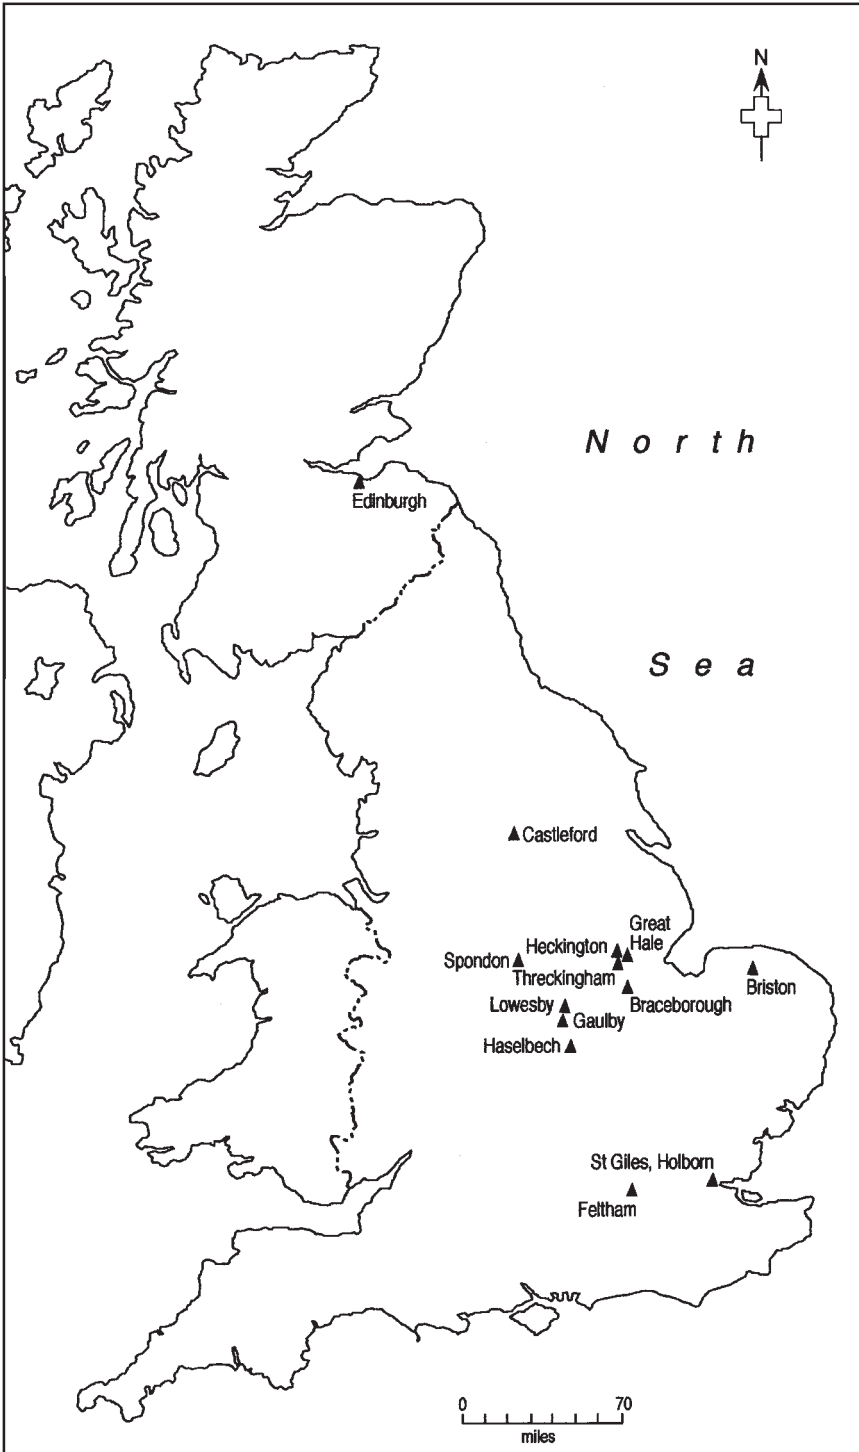 N
North
Edinburgh
Sea
Castleford
Great
Hale
Heckington
Spondon
Threckingham
Briston
Braceborough
Lowesby
Gaulby
Haselbech
St Giles, Holborn
Feltham
0 70
miles